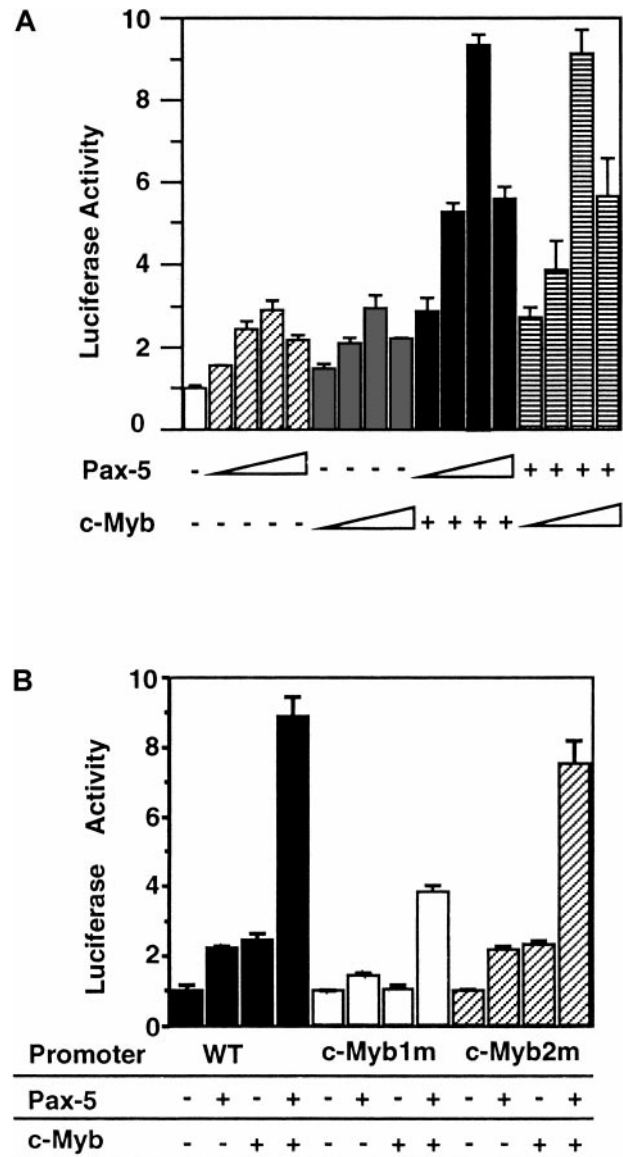 A
10
8
6
4
2
0
Luciferase Activity
Pax-5 - - - - - + + + +
c-Myb - - - - - + + + +
B
10
8
6
4
2
0
Luciferase Activity
Promoter WT c-Myb1m c-Myb2m
Pax-5 - + - + - + - + - + - +
c-Myb - - + + - - + + - - + +